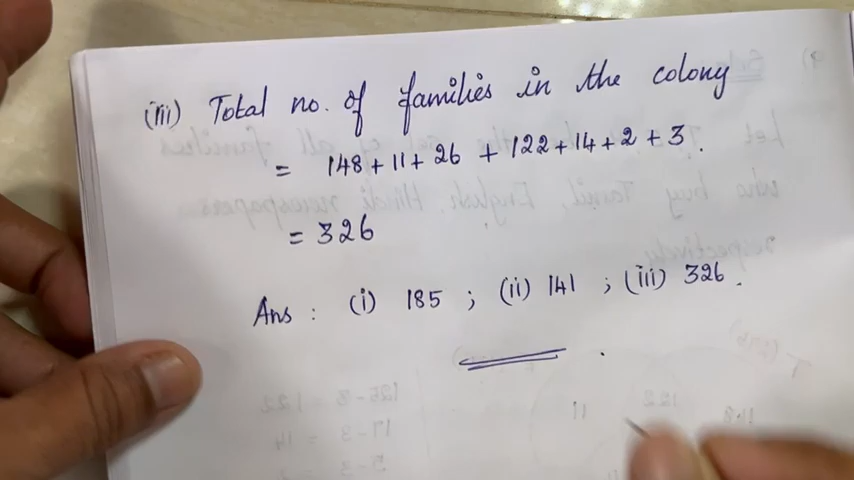 (iii) Total no. of families in the colony
= 148 + 11 + 26 + 122 + 14 + 2 + 3.
= 326
Ans : (i) 185 ; (ii) 141 ; (iii) 326.